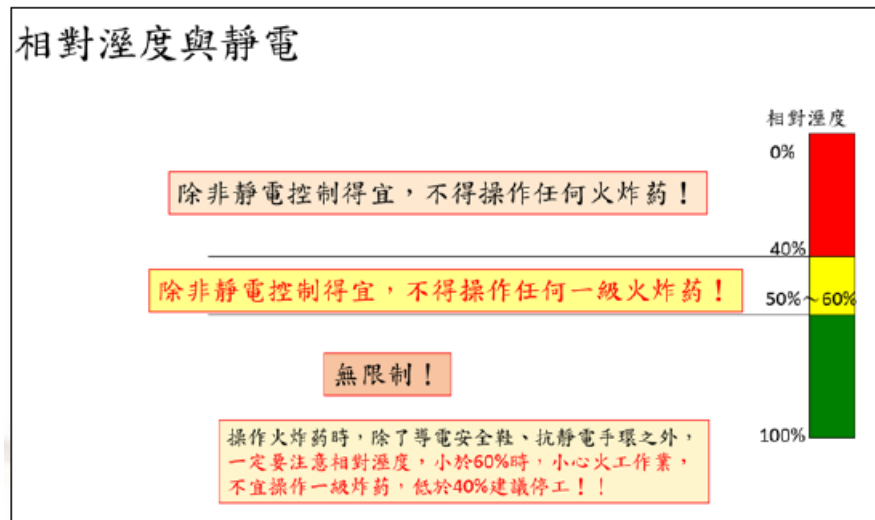 相對溼度與靜電
相對溼度
0%
除非靜電控制得宜，不得操作任何火炸葯！
40%
除非靜電控制得宜，不得操作任何一級火炸葯！
50%～60%
無限制！
操作火炸葯時，除了導電安全鞋、抗靜電手環之外，
一定要注意相對溼度，小於60%時，小心火工作業，
不宜操作一級炸葯，低於40%建議停工！！
100%